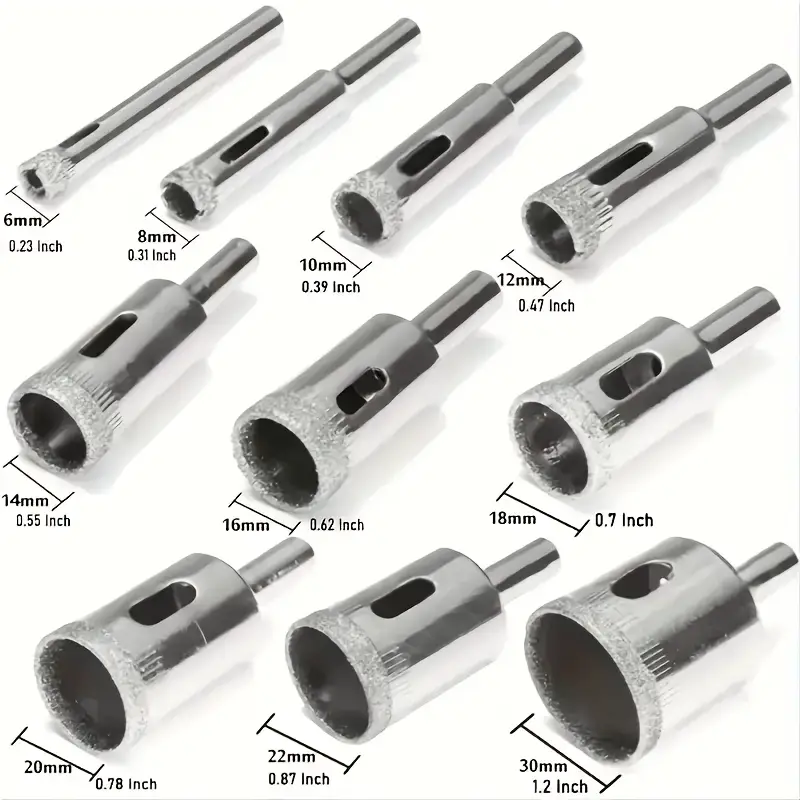 6mm
0.23 Inch
8mm
0.31 Inch
10mm
0.39 Inch
12mm
0.47 Inch
14mm
0.55 Inch
16mm
0.62 Inch
18mm
0.7 Inch
20mm
0.78 Inch
22mm
0.87 Inch
30mm
1.2 Inch